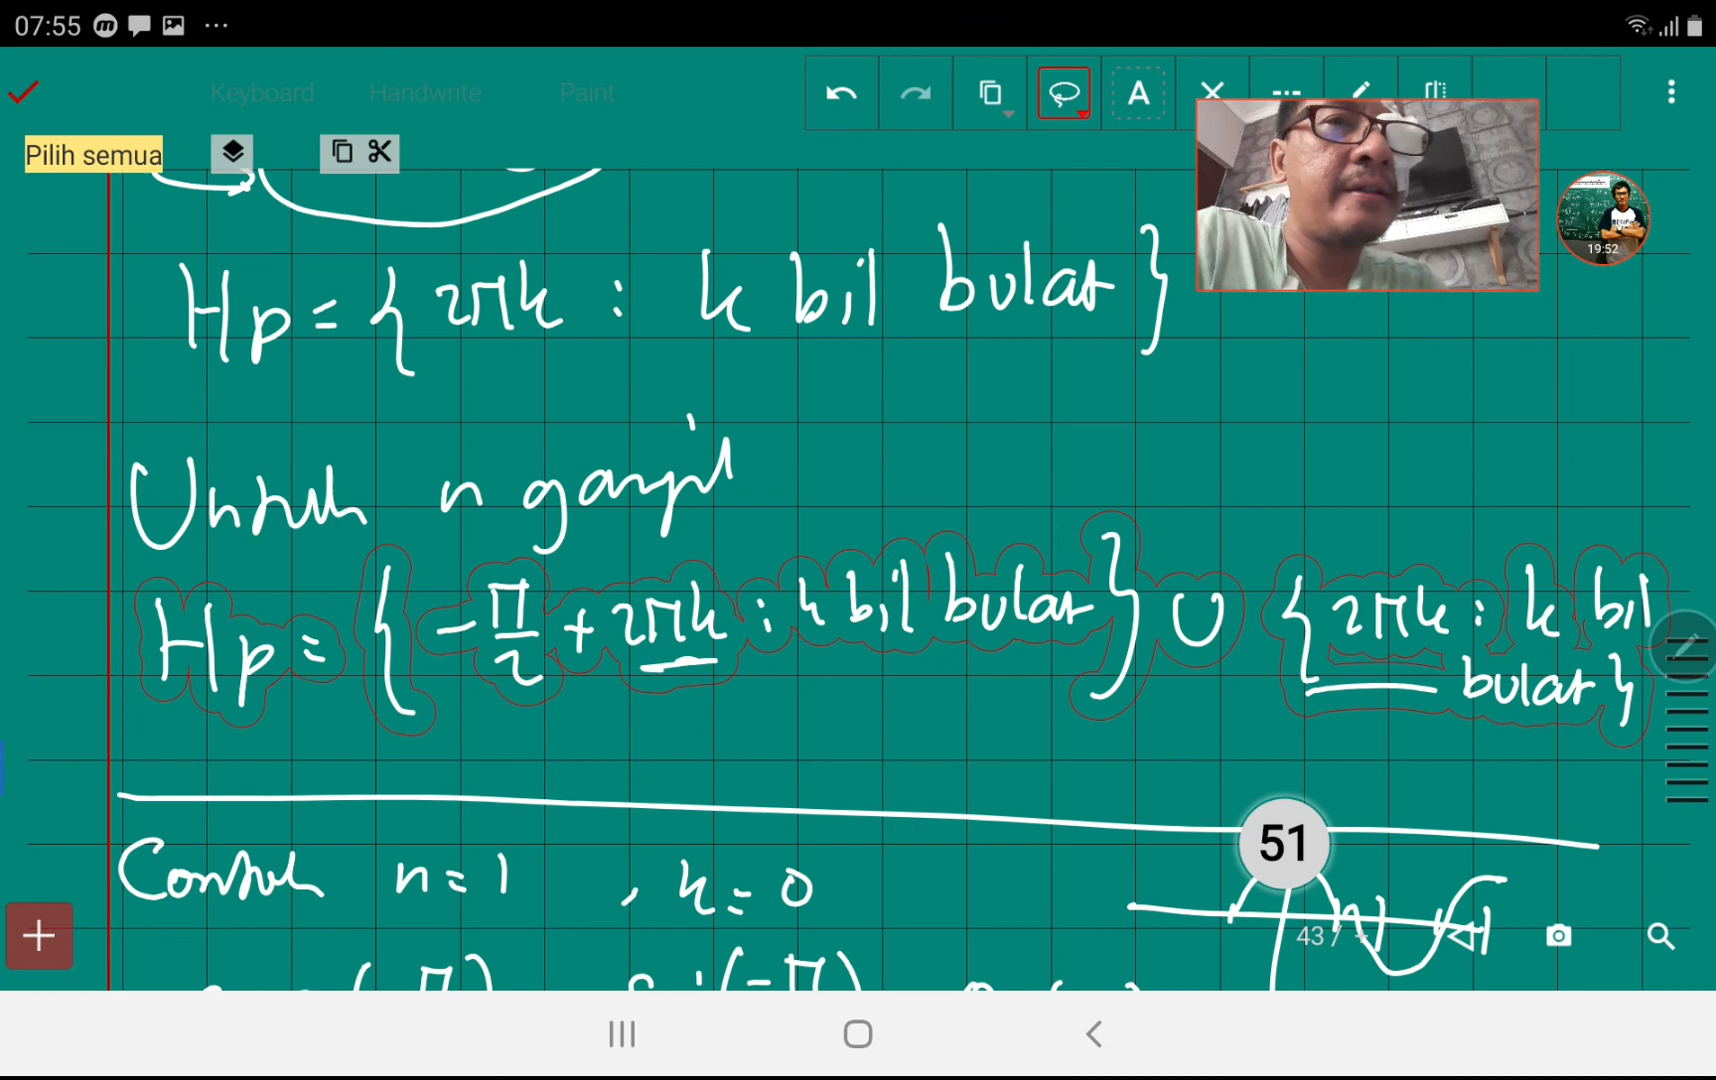 07:55
Keyboard Handwrite Paint
A
Pilih semua
19:52
Hp = { 2πk : k bil bulat }
Untuk n ganjil
Hp = { -π/2 + 2πk : k bil bulat } ∪ { 2πk : k bil
bulat }
51
Contoh n = 1 , k = 0
43 /